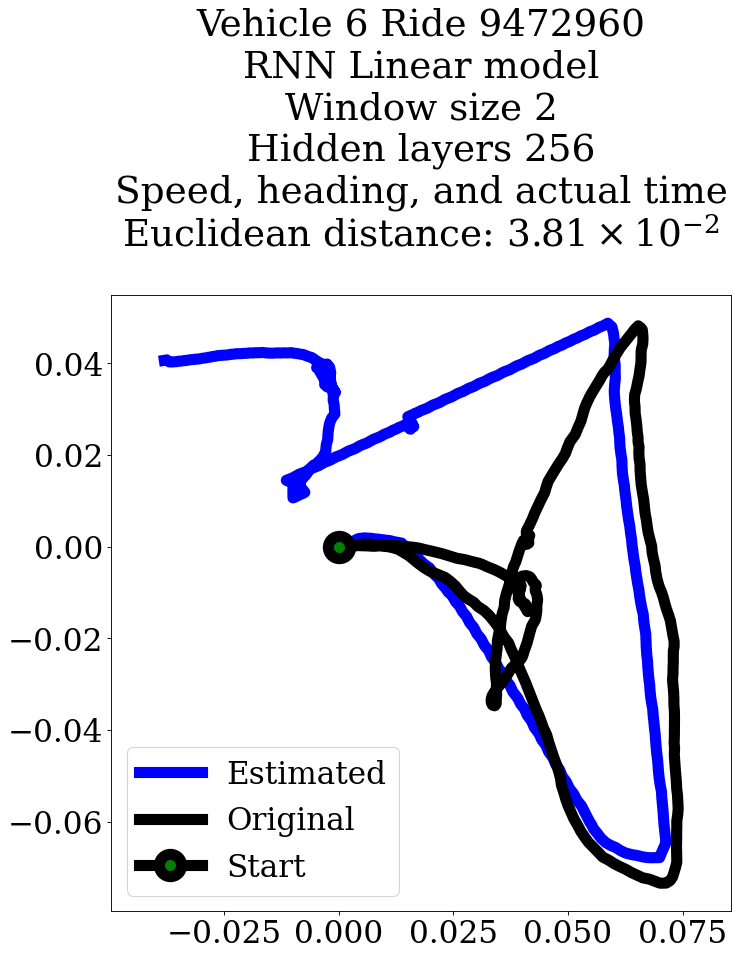 Vehicle 6 Ride 9472960
RNN Linear model
Window size 2
Hidden layers 256
Speed, heading, and actual time
Euclidean distance: 3.81 × 10⁻²
0.04
0.02
0.00
−0.02
−0.04
−0.06
Estimated
Original
Start
−0.025 0.000 0.025 0.050 0.075